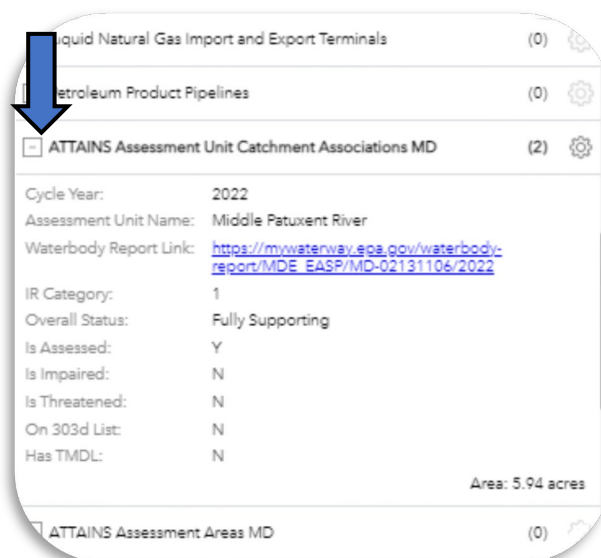 Liquid Natural Gas Import and Export Terminals (0)
Petroleum Product Pipelines (0)
ATTAINS Assessment Unit Catchment Associations MD (2)
Cycle Year: 2022
Assessment Unit Name: Middle Patuxent River
Waterbody Report Link: https://mywaterway.epa.gov/waterbody-
report/MDE_EASP/MD-02131106/2022
IR Category: 1
Overall Status: Fully Supporting
Is Assessed: Y
Is Impaired: N
Is Threatened: N
On 303d List: N
Has TMDL: N
Area: 5.94 acres
ATTAINS Assessment Areas MD (0)